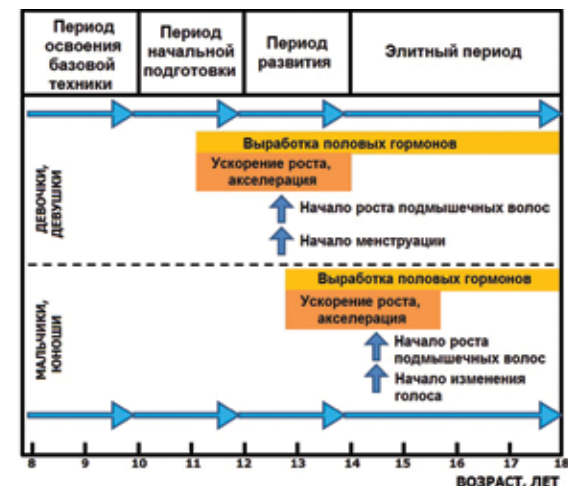 Период
освоения
базовой
техники
Период
начальной
подготовки
Период
развития
Элитный период
ДЕВОЧКИ,
ДЕВУШКИ
Выработка половых гормонов
Ускорение роста,
акселерация
Начало роста подмышечных волос
Начало менструации
МАЛЬЧИКИ,
ЮНОШИ
Выработка половых гормонов
Ускорение роста,
акселерация
Начало роста
подмышечных волос
Начало изменения
голоса
8 9 10 11 12 13 14 15 16 17 18
ВОЗРАСТ, ЛЕТ